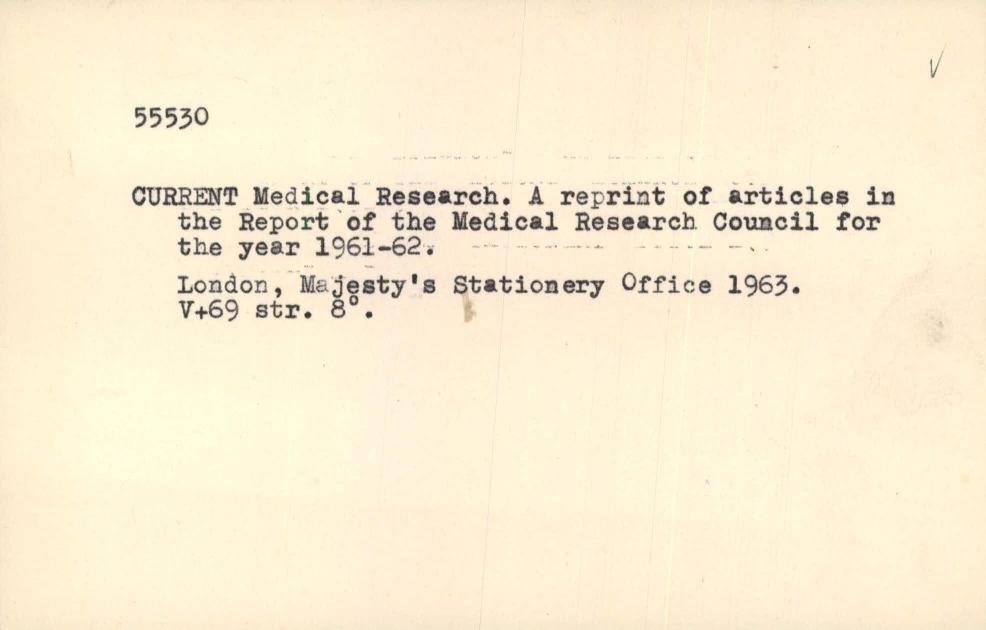 55530
CURRENT Medical Research. A reprint of articles in
the Report of the Medical Research Council for
the year 1961-62.
London, Majesty's Stationery Office 1963.
V+69 str. 8°.